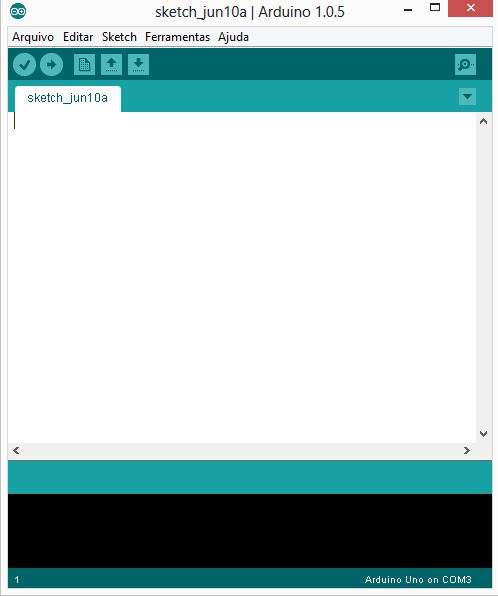 sketch_jun10a | Arduino 1.0.5
Arquivo Editar Sketch Ferramentas Ajuda
sketch_jun10a
1 Arduino Uno on COM3